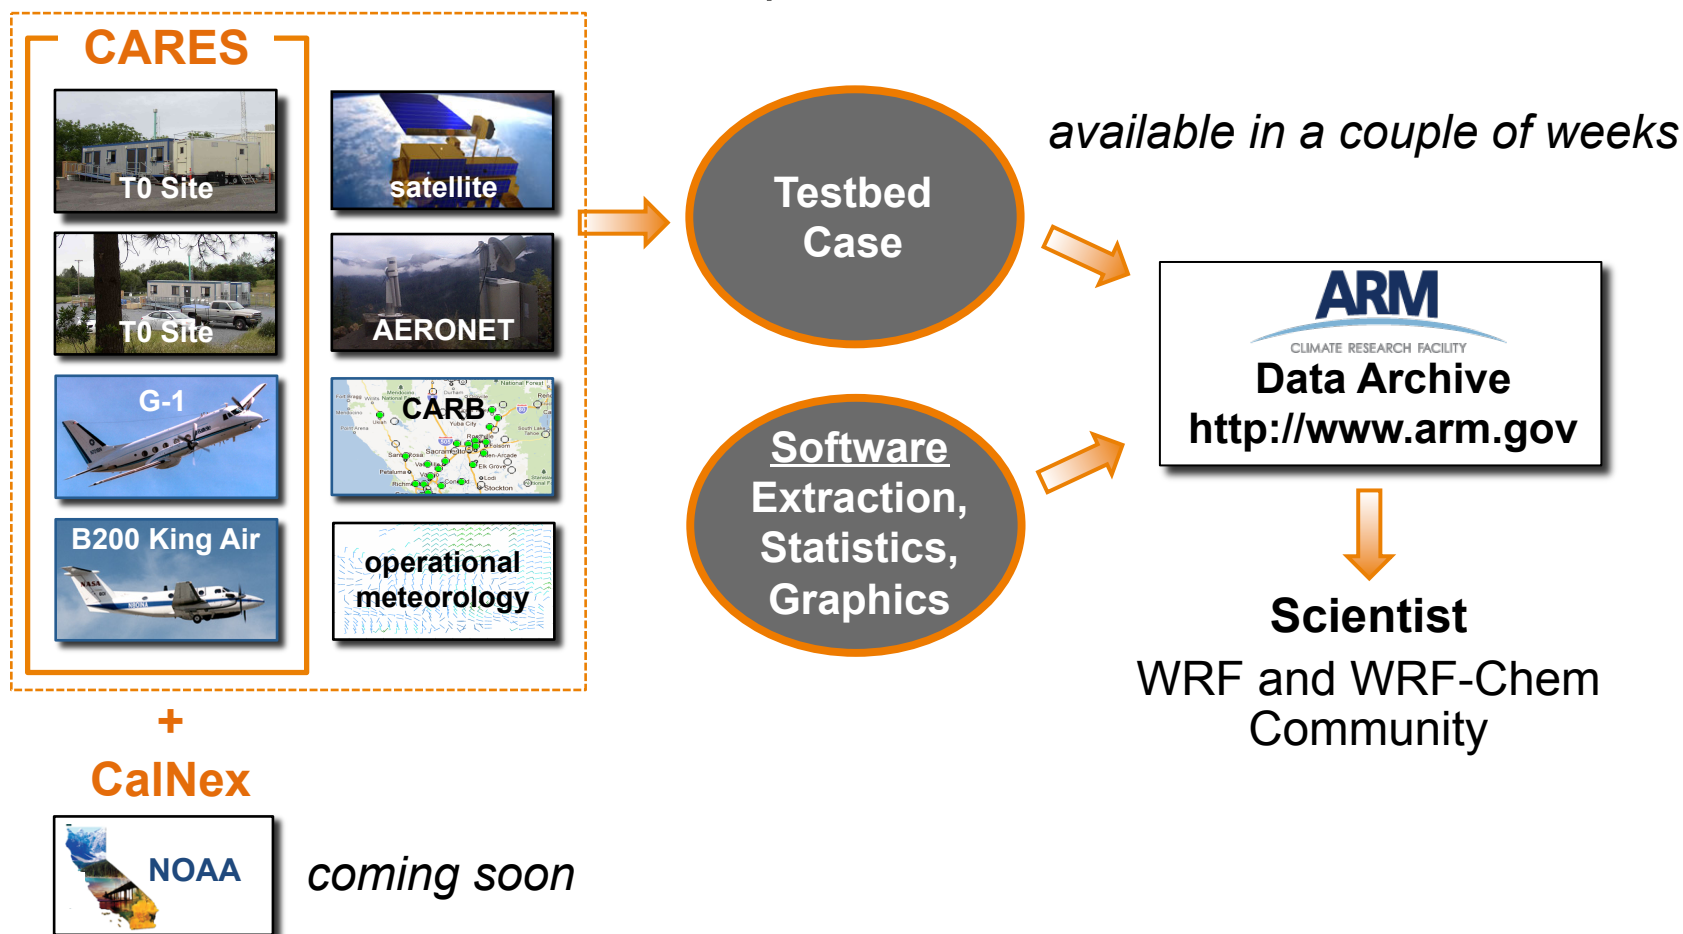 CARES
T0 Site
satellite
T0 Site
AERONET
G-1
CARB
B200 King Air
operational
meteorology
+
CalNex
NOAA
coming soon
Testbed
Case
Software
Extraction,
Statistics,
Graphics
available in a couple of weeks
ARM
CLIMATE RESEARCH FACILITY
Data Archive
http://www.arm.gov
Scientist
WRF and WRF-Chem
Community